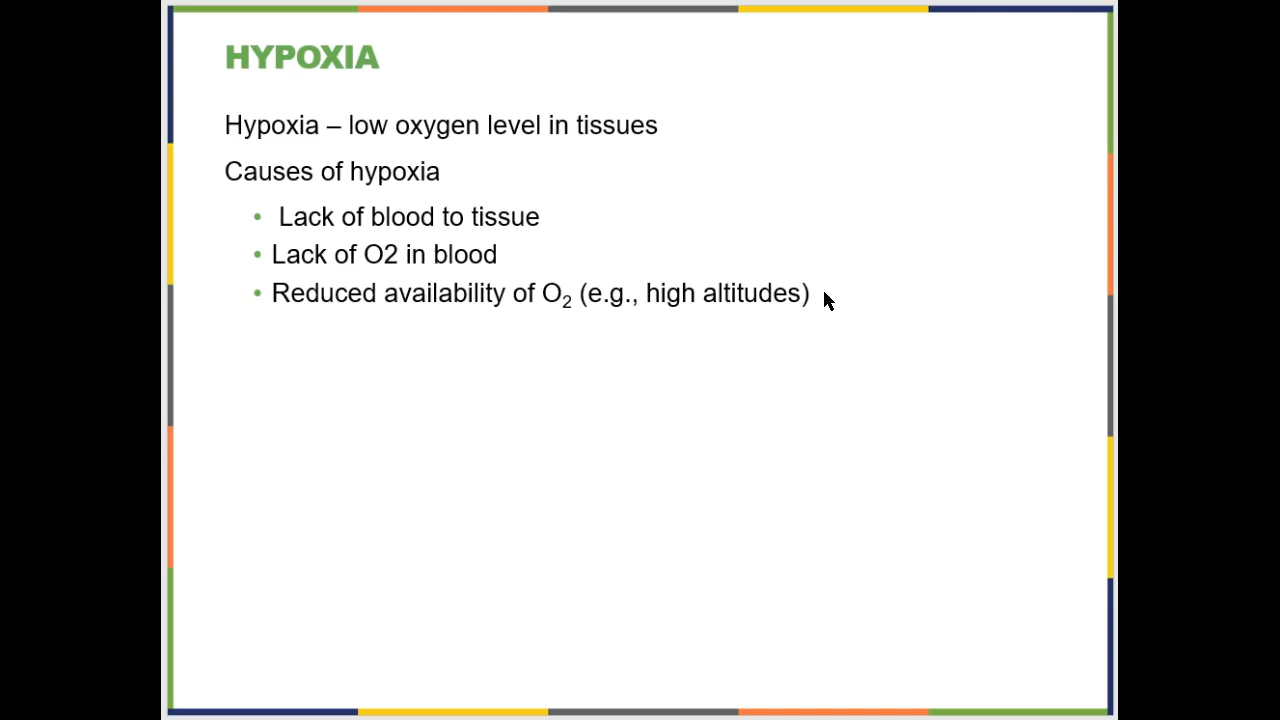 HYPOXIA
Hypoxia – low oxygen level in tissues
Causes of hypoxia
• Lack of blood to tissue
• Lack of O2 in blood
• Reduced availability of O₂ (e.g., high altitudes)